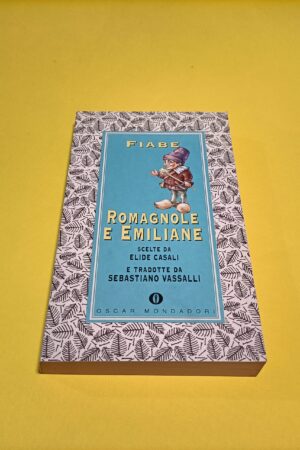 FIABE
ROMAGNOLE
E EMILIANE
SCELTE DA
ELIDE CASALI
E TRADOTTE DA
SEBASTIANO VASSALLI
OSCAR MONDADORI